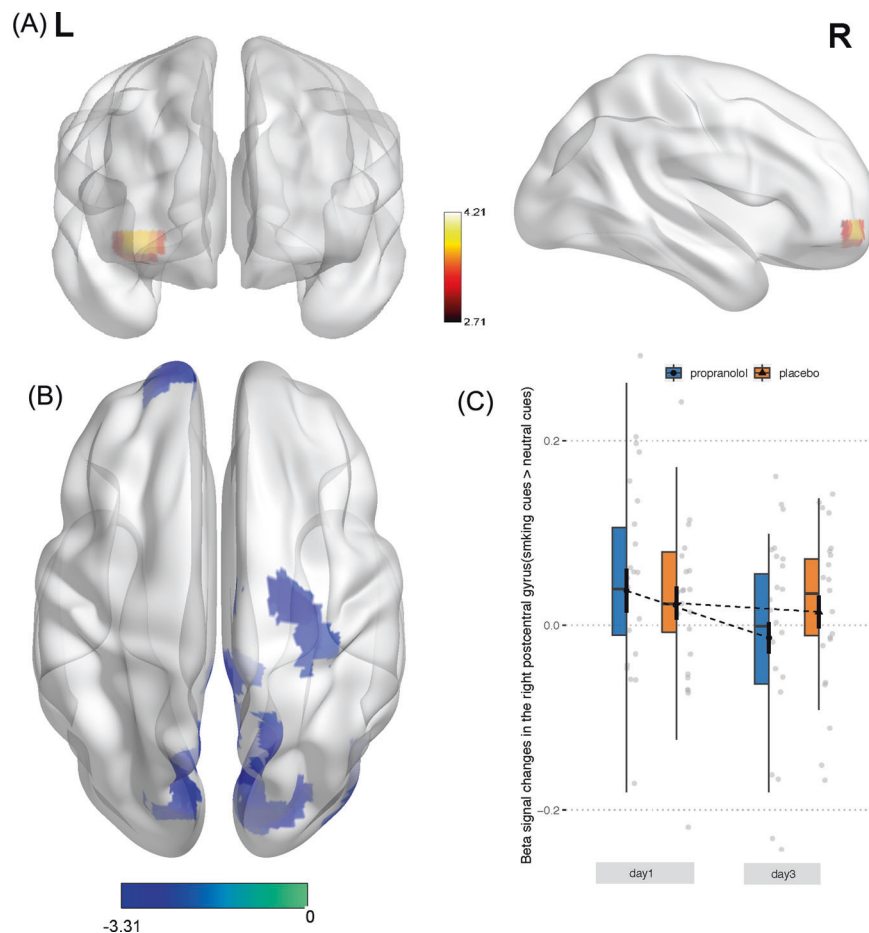 (A) L
R
4.21
2.71
(B)
-3.31
0
(C)
propranolol placebo
Beta signal changes in the right postcentral gyrus(smking cues > neutral cues)
0.2
0.0
-0.2
day1 day3